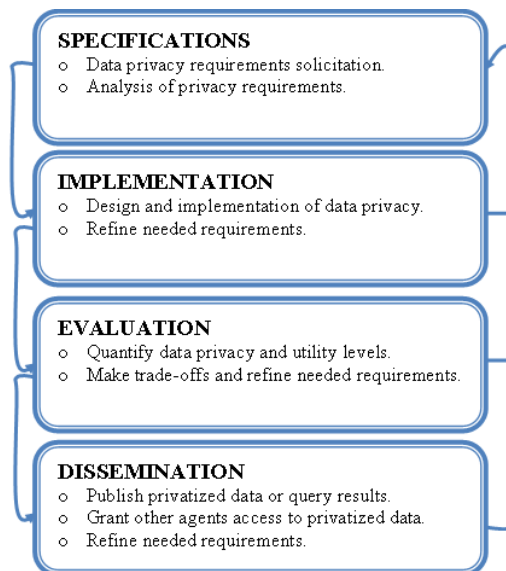 SPECIFICATIONS
o Data privacy requirements solicitation.
o Analysis of privacy requirements.
IMPLEMENTATION
o Design and implementation of data privacy.
o Refine needed requirements.
EVALUATION
o Quantify data privacy and utility levels.
o Make trade-offs and refine needed requirements.
DISSEMINATION
o Publish privatized data or query results.
o Grant other agents access to privatized data.
o Refine needed requirements.